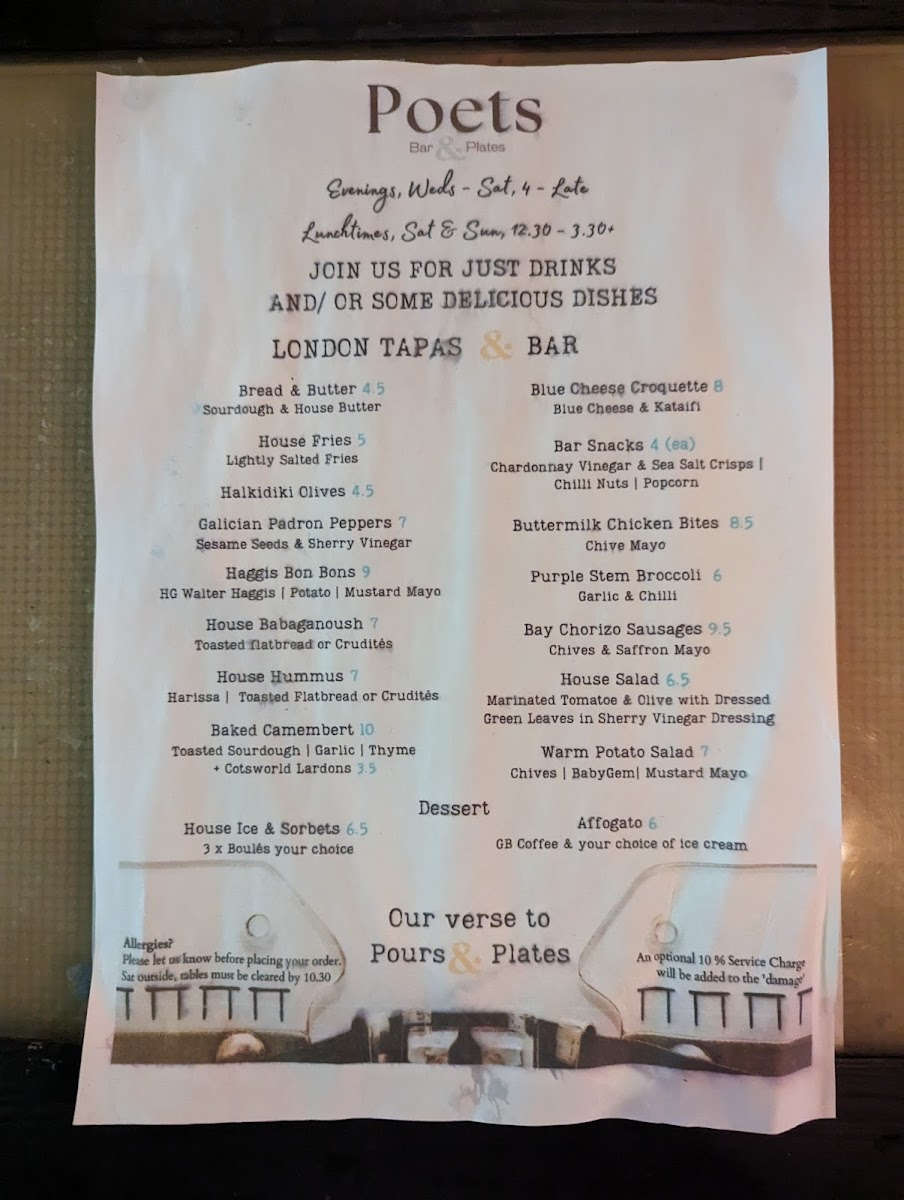 Poets
Bar & Plates
Evenings, Weds - Sat, 4 - Late
Lunchtimes, Sat & Sun, 12.30 - 3.30+
JOIN US FOR JUST DRINKS
AND/ OR SOME DELICIOUS DISHES
LONDON TAPAS & BAR
Bread & Butter 4.5
Sourdough & House Butter
House Fries 5
Lightly Salted Fries
Halkidiki Olives 4.5
Galician Padron Peppers 7
Sesame Seeds & Sherry Vinegar
Haggis Bon Bons 9
HG Walter Haggis | Potato | Mustard Mayo
House Babaganoush 7
Toasted flatbread or Crudités
House Hummus 7
Harissa | Toasted Flatbread or Crudités
Baked Camembert 10
Toasted Sourdough | Garlic | Thyme
+ Cotsworld Lardons 3.5
Blue Cheese Croquette 8
Blue Cheese & Kataifi
Bar Snacks 4 (ea)
Chardonnay Vinegar & Sea Salt Crisps |
Chilli Nuts | Popcorn
Buttermilk Chicken Bites 8.5
Chive Mayo
Purple Stem Broccoli 6
Garlic & Chilli
Bay Chorizo Sausages 9.5
Chives & Saffron Mayo
House Salad 6.5
Marinated Tomatoe & Olive with Dressed
Green Leaves in Sherry Vinegar Dressing
Warm Potato Salad 7
Chives | BabyGem| Mustard Mayo
Dessert
House Ice & Sorbets 6.5
3 x Boulés your choice
Affogato 6
GB Coffee & your choice of ice cream
Our verse to
Pours & Plates
Allergies?
Please let us know before placing your order.
Sat outside, tables must be cleared by 10.30
An optional 10 % Service Charge
will be added to the 'damage'